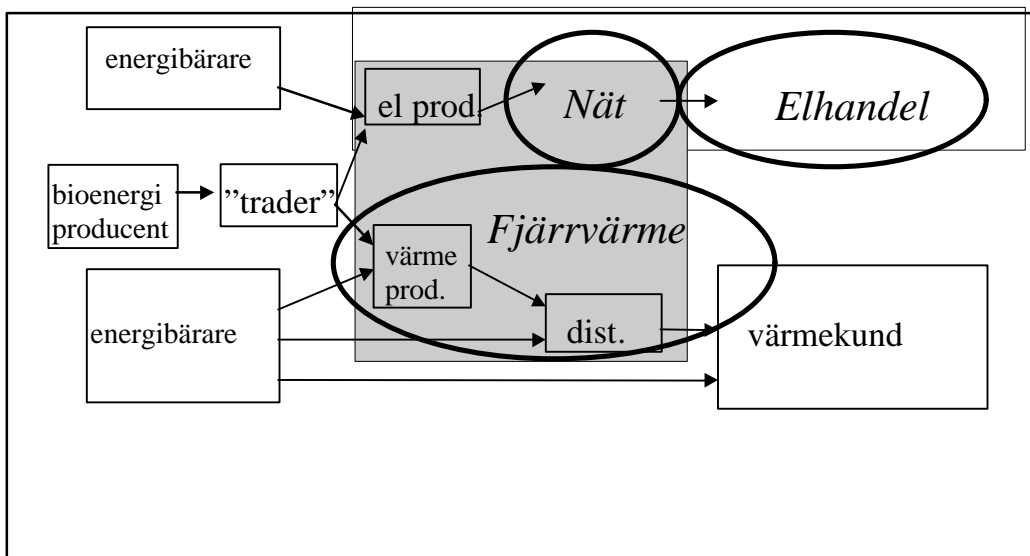 energibärare
el prod.
Nät
Elhandel
bioenergi
producent
”trader”
Fjärrvärme
värme
prod.
energibärare
dist.
värmekund